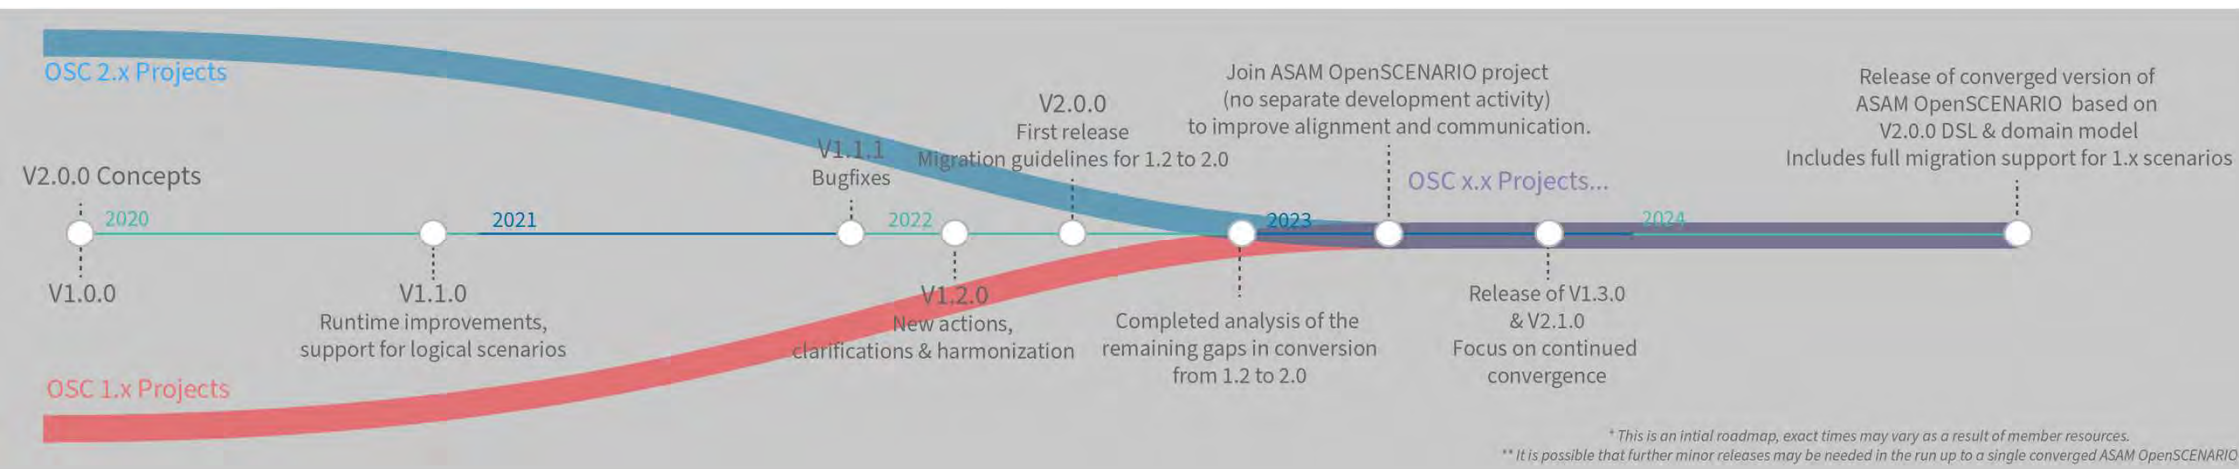 OSC 2.x Projects
V2.0.0 Concepts
2020
V1.0.0
OSC 1.x Projects
V1.1.0
Runtime improvements,
support for logical scenarios
2021
V1.1.1
Bugfixes
2022
V1.2.0
New actions,
clarifications & harmonization
V2.0.0
First release
Migration guidelines for 1.2 to 2.0
2023
Completed analysis of the
remaining gaps in conversion
from 1.2 to 2.0
Join ASAM OpenSCENARIO project
(no separate development activity)
to improve alignment and communication.
OSC x.x Projects...
Release of V1.3.0
& V2.1.0
Focus on continued
convergence
2024
Release of converged version of
ASAM OpenSCENARIO based on
V2.0.0 DSL & domain model
Includes full migration support for 1.x scenarios
* This is an intial roadmap, exact times may vary as a result of member resources.
** It is possible that further minor releases may be needed in the run up to a single converged ASAM OpenSCENARIO